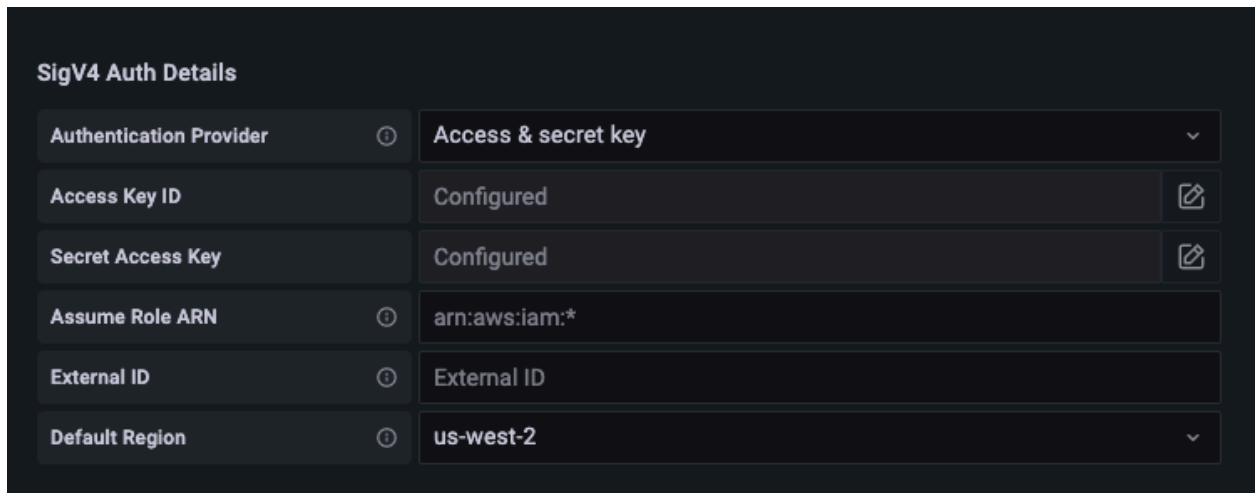 SigV4 Auth Details
Authentication Provider Access & secret key
Access Key ID Configured
Secret Access Key Configured
Assume Role ARN arn:aws:iam:*
External ID External ID
Default Region us-west-2